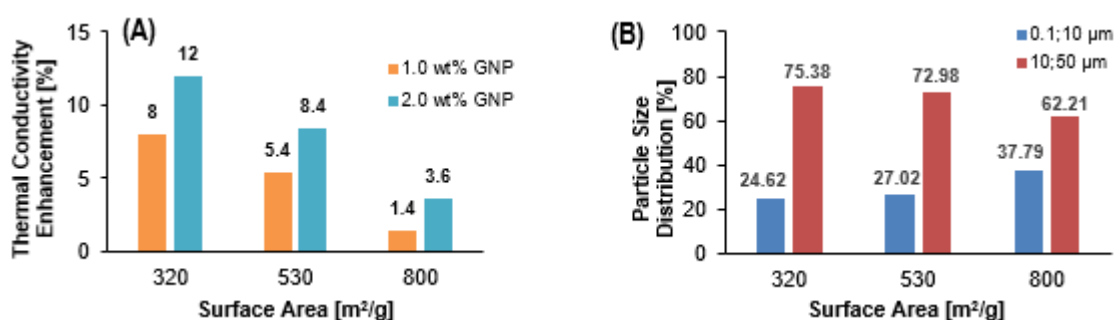 (A)
Thermal Conductivity
Enhancement [%]
15
10
5
0
8
12
5.4
8.4
1.4
3.6
1.0 wt% GNP
2.0 wt% GNP
320
530
800
Surface Area [m²/g]
(B)
Particle Size
Distribution [%]
100
80
60
40
20
0
24.62
75.38
27.02
72.98
37.79
62.21
0.1;10 µm
10;50 µm
320
530
800
Surface Area [m²/g]